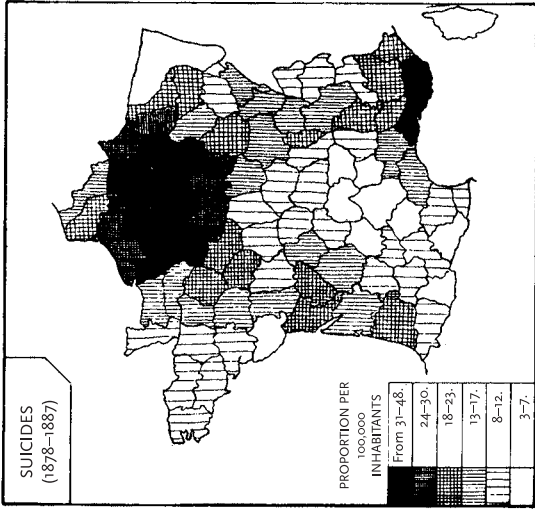 SUICIDES
(1878–1887)
PROPORTION PER
100,000
INHABITANTS
From 31–48.
24–30.
18–23.
13–17.
8–12.
3–7.